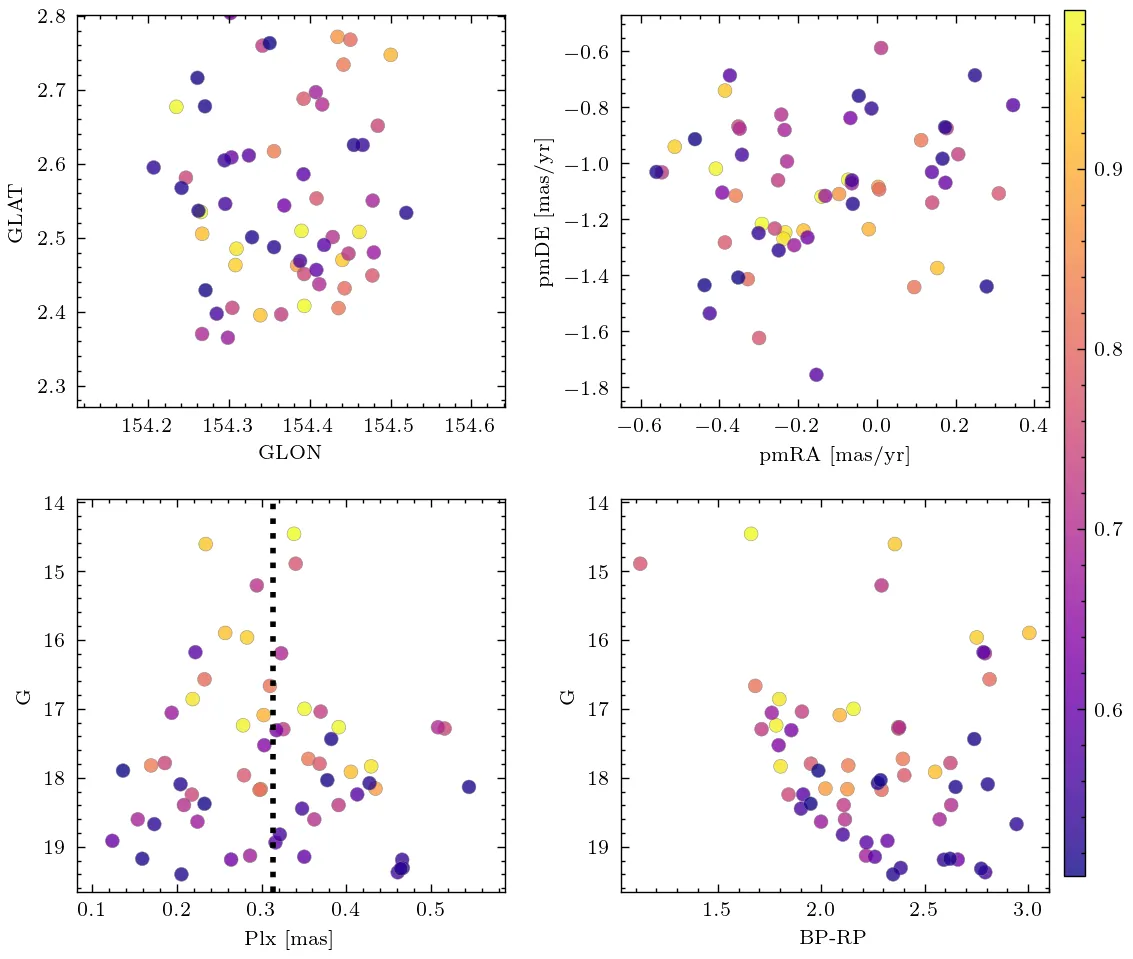 2.8
2.7
2.6
2.5
2.4
2.3
GLAT
154.2 154.3 154.4 154.5 154.6
GLON
−0.6
−0.8
−1.0
−1.2
−1.4
−1.6
−1.8
pmDE [mas/yr]
−0.6 −0.4 −0.2 0.0 0.2 0.4
pmRA [mas/yr]
0.9
0.8
0.7
0.6
14
15
16
17
18
19
G
0.1 0.2 0.3 0.4 0.5
Plx [mas]
14
15
16
17
18
19
G
1.5 2.0 2.5 3.0
BP-RP